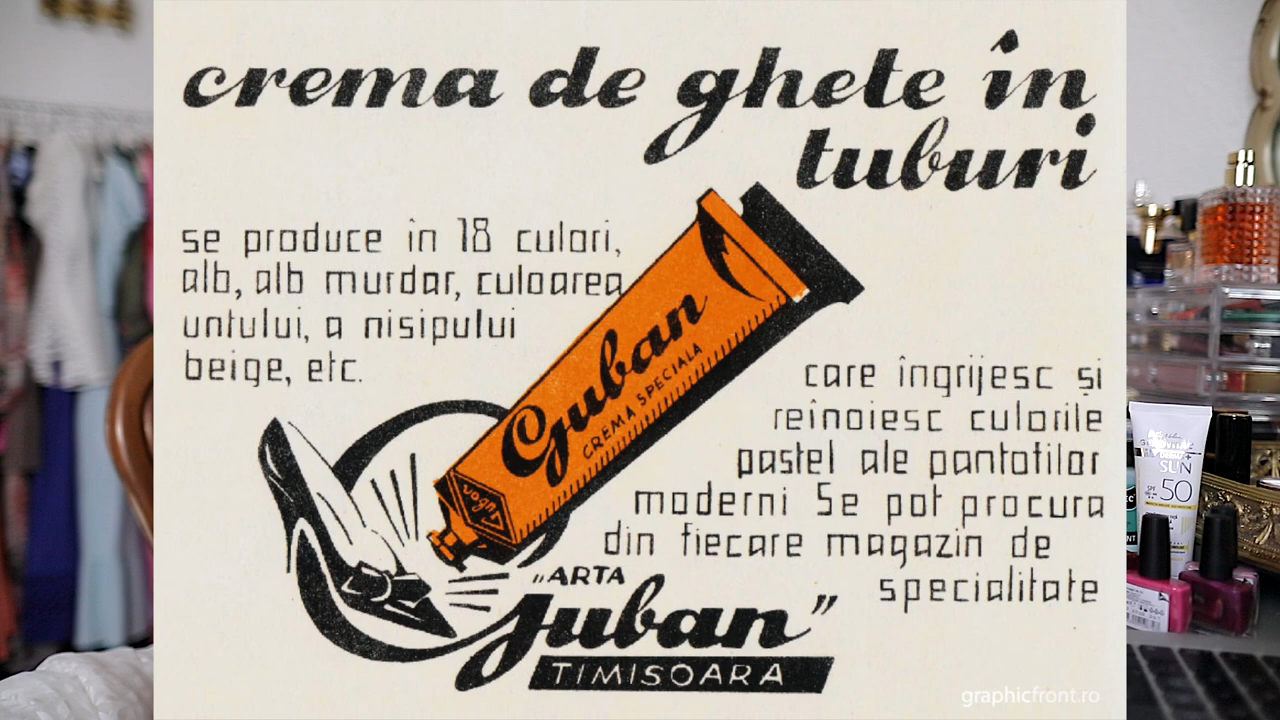 crema de ghete în
tuburi
se produce în 18 culori,
alb, alb murdar, culoarea
untului, a nisipului
beige, etc.
Guban
CREMA SPECIALA
Guban
care îngrijesc și
reînoiesc culorile
pastel ale pantofilor
moderni Se pot procura
din fiecare magazin de
specialitate
„ARTA
Guban”
TIMISOARA
graphicfront.ro
SUN
SPF 50